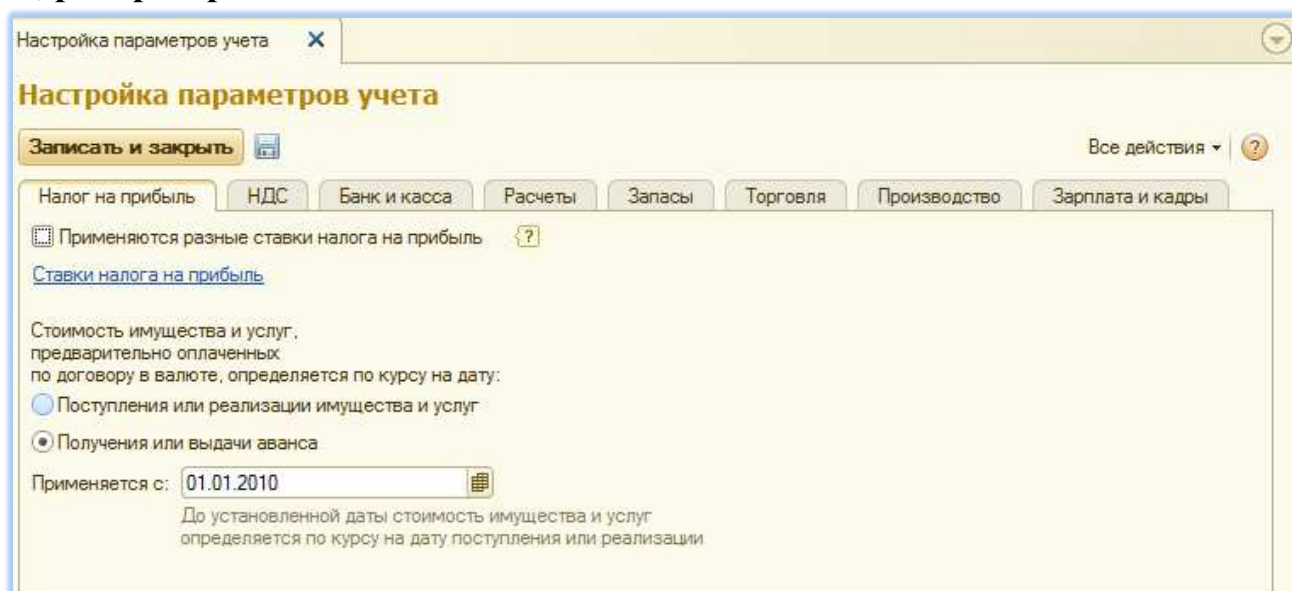 Настройка параметров учета
Настройка параметров учета
Записать и закрыть Все действия
Налог на прибыль НДС Банк и касса Расчеты Запасы Торговля Производство Зарплата и кадры
Применяются разные ставки налога на прибыль ?
Ставки налога на прибыль
Стоимость имущества и услуг,
предварительно оплаченных
по договору в валюте, определяется по курсу на дату:
Поступления или реализации имущества и услуг
Получения или выдачи аванса
Применяется с: 01.01.2010
До установленной даты стоимость имущества и услуг
определяется по курсу на дату поступления или реализации